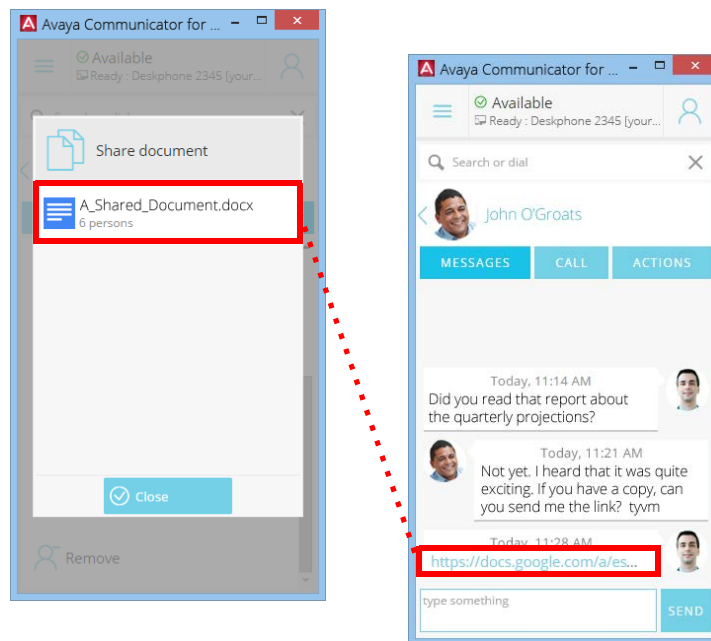 Avaya Communicator for ...
Available
Ready : Deskphone 2345 [your...
Share document
A_Shared_Document.docx
6 persons
Close
Remove
Avaya Communicator for ...
Available
Ready : Deskphone 2345 [your...
Search or dial
John O'Groats
MESSAGES CALL ACTIONS
Today, 11:14 AM
Did you read that report about
the quarterly projections?
Today, 11:21 AM
Not yet. I heard that it was quite
exciting. If you have a copy, can
you send me the link? tyvm
Today, 11:28 AM
https://docs.google.com/a/es...
type something
SEND